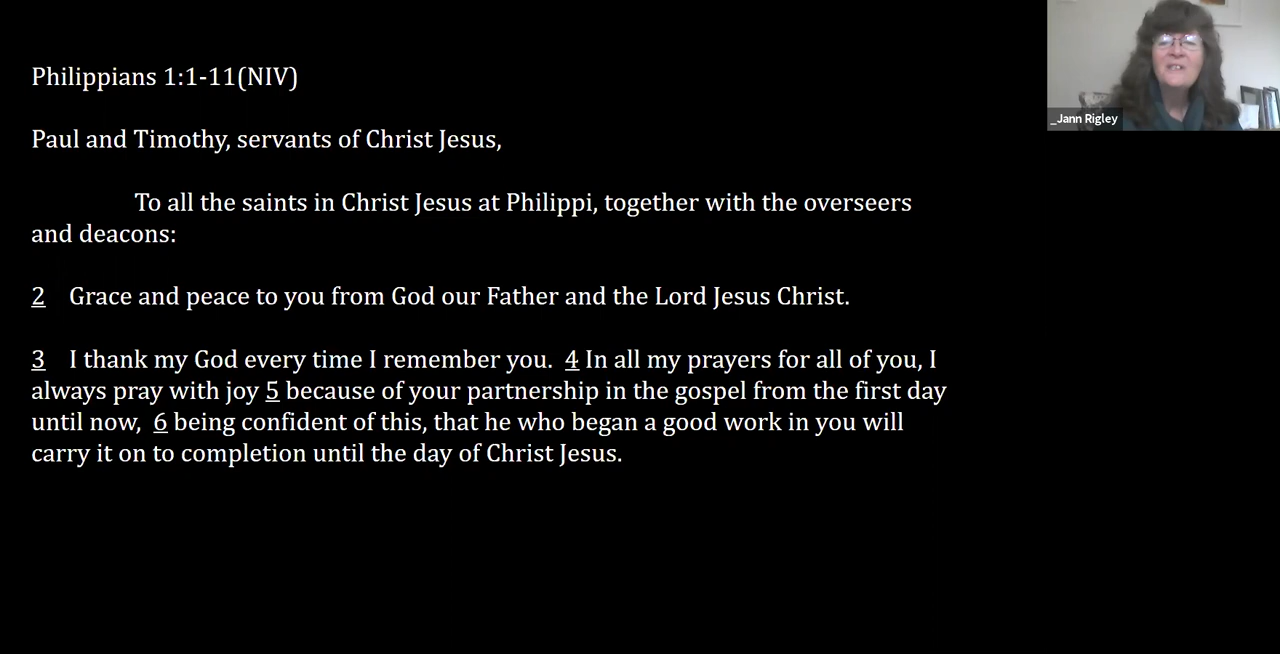 Philippians 1:1-11(NIV)
Paul and Timothy, servants of Christ Jesus,
To all the saints in Christ Jesus at Philippi, together with the overseers
and deacons:
2 Grace and peace to you from God our Father and the Lord Jesus Christ.
3 I thank my God every time I remember you. 4 In all my prayers for all of you, I
always pray with joy 5 because of your partnership in the gospel from the first day
until now, 6 being confident of this, that he who began a good work in you will
carry it on to completion until the day of Christ Jesus.
_Jann Rigley